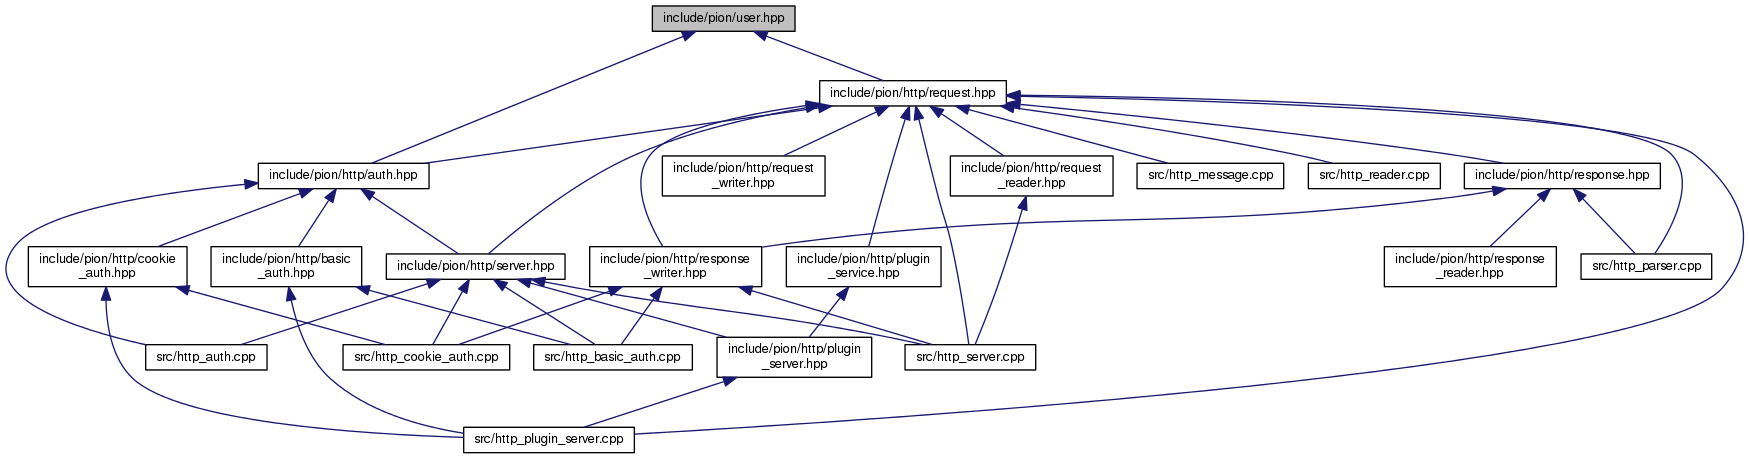 include/pion/user.hpp
include/pion/http/request.hpp
include/pion/http/auth.hpp
include/pion/http/request
_writer.hpp
include/pion/http/request
_reader.hpp
src/http_message.cpp
src/http_reader.cpp
include/pion/http/response.hpp
include/pion/http/cookie
_auth.hpp
include/pion/http/basic
_auth.hpp
include/pion/http/server.hpp
include/pion/http/response
_writer.hpp
include/pion/http/plugin
_service.hpp
include/pion/http/response
_reader.hpp
src/http_parser.cpp
src/http_auth.cpp
src/http_cookie_auth.cpp
src/http_basic_auth.cpp
include/pion/http/plugin
_server.hpp
src/http_server.cpp
src/http_plugin_server.cpp